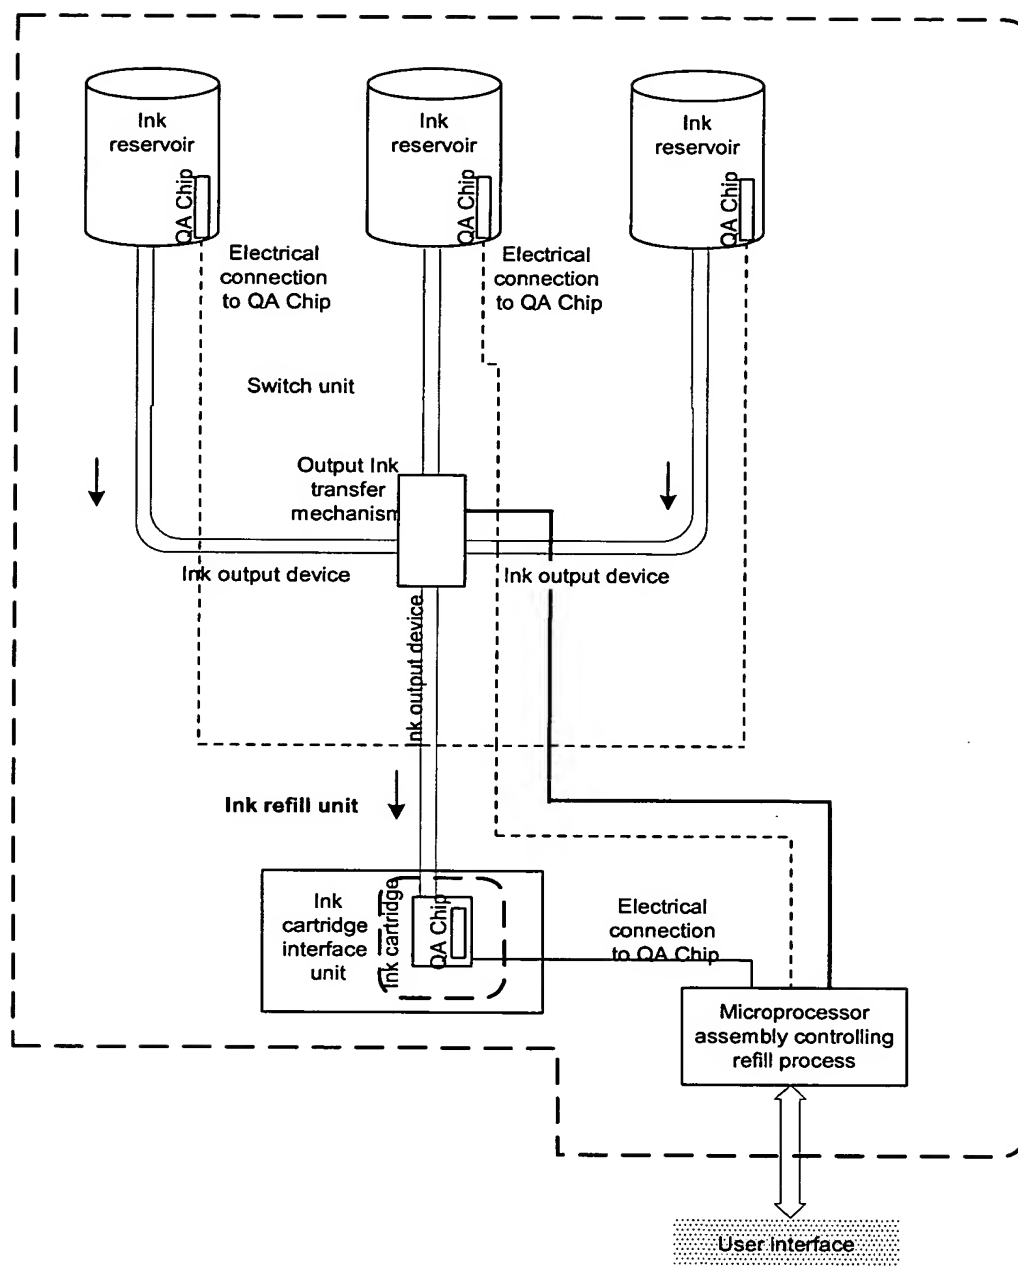 Ink
reservoir
QA Chip
Ink
reservoir
QA Chip
Ink
reservoir
QA Chip
Electrical
connection
to QA Chip
Electrical
connection
to QA Chip
Switch unit
Output Ink
transfer
mechanism
Ink output device
Ink output device
Ink output device
Ink refill unit
Ink
cartridge
interface
unit
Ink cartridge
QA Chip
Electrical
connection
to QA Chip
Microprocessor
assembly controlling
refill process
User interface